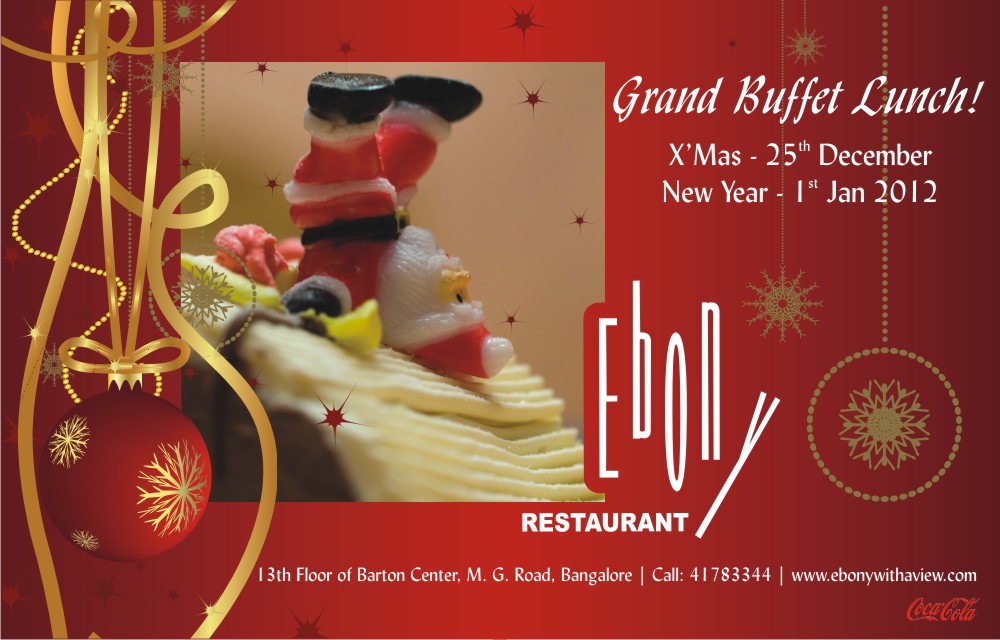 Grand Buffet Lunch!
X'Mas - 25th December
New Year - 1st Jan 2012
Ebony
RESTAURANT
13th Floor of Barton Center, M. G. Road, Bangalore | Call: 41783344 | www.ebonywithaview.com
Coca-Cola